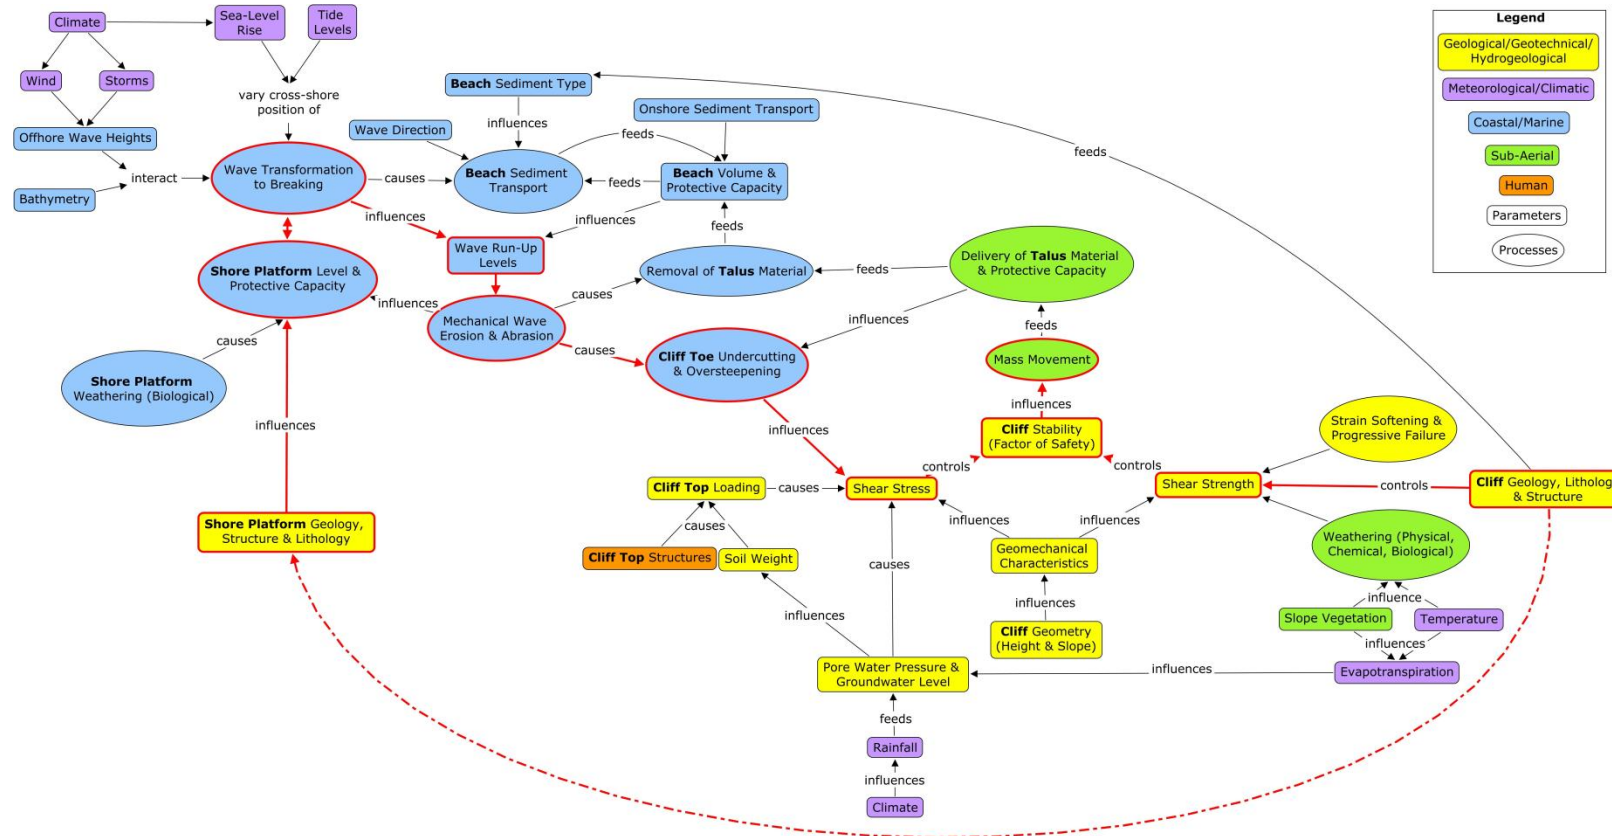 Climate
Sea-Level
Rise
Tide
Levels
Wind
Storms
vary cross-shore
position of
Offhore Wave Heights
interact
Bathymetry
Wave Transformation
to Breaking
causes
influences
Beach Sediment Type
influences
Wave Direction
Onshore Sediment Transport
feeds
Beach Sediment
Transport
feeds
Beach Volume &
Protective Capacity
influences
feeds
Wave Run-Up
Levels
Shore Platform Level &
Protective Capacity
influences
Mechanical Wave
Erosion & Abrasion
causes
Removal of Talus Material
feeds
Delivery of Talus Material
& Protective Capacity
influences
feeds
Mass Movement
causes
Shore Platform
Weathering (Biological)
causes
Cliff Toe Undercutting
& Oversteepening
influences
influences
influences
Cliff Stability
(Factor of Safety)
controls
controls
Strain Softening &
Progressive Failure
Cliff Top Loading
causes
Shear Stress
Shear Strength
controls
Cliff Geology, Litholog
& Structure
feeds
Shore Platform Geology,
Structure & Lithology
causes
Cliff Top Structures
Soil Weight
influences
influences
Geomechanical
Characteristics
Weathering (Physical,
Chemical, Biological)
causes
influences
influence
influences
Cliff Geometry
(Height & Slope)
Slope Vegetation
Temperature
influences
Pore Water Pressure &
Groundwater Level
influences
Evapotranspiration
feeds
Rainfall
influences
Climate
Legend
Geological/Geotechnical/
Hydrogeological
Meteorological/Climatic
Coastal/Marine
Sub-Aerial
Human
Parameters
Processes